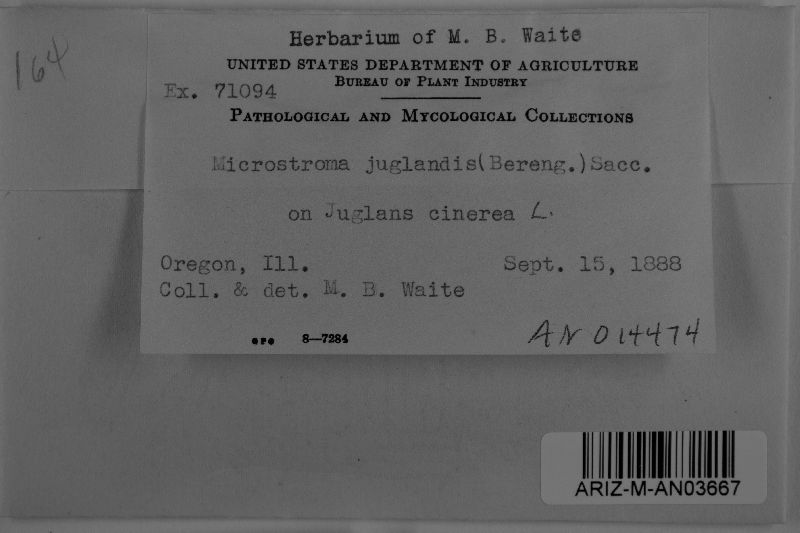 164
Herbarium of M. B. Waite
UNITED STATES DEPARTMENT OF AGRICULTURE
BUREAU OF PLANT INDUSTRY
Ex. 71094
PATHOLOGICAL AND MYCOLOGICAL COLLECTIONS
Microstroma juglandis(Bereng.)Sacc.
on Juglans cinerea L.
Oregon, Ill. Sept. 15, 1888
Coll. & det. M. B. Waite
GPO 8—7284
AN 014474
ARIZ-M-AN03667